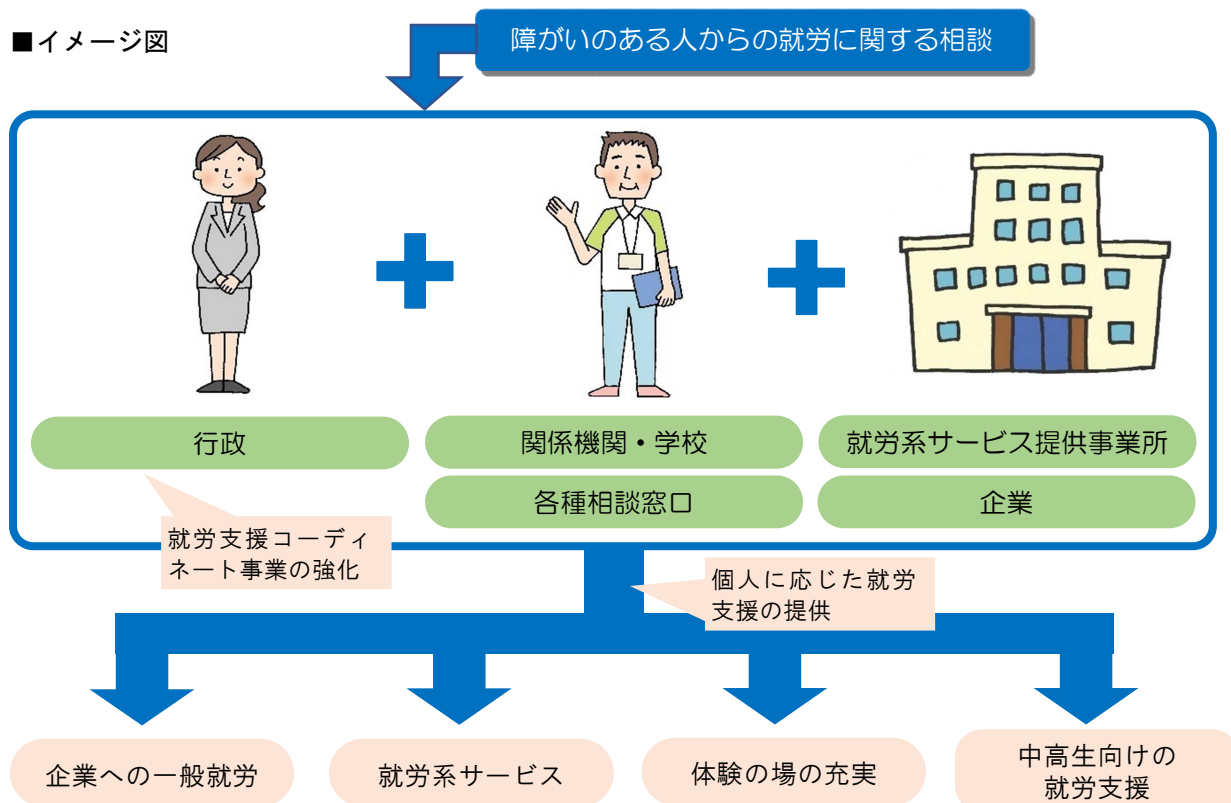 ■イメージ図
障がいのある人からの就労に関する相談
行政
関係機関・学校
就労系サービス提供事業所
各種相談窓口
企業
就労支援コーディ
ネート事業の強化
個人に応じた就労
支援の提供
企業への一般就労
就労系サービス
体験の場の充実
中高生向けの
就労支援